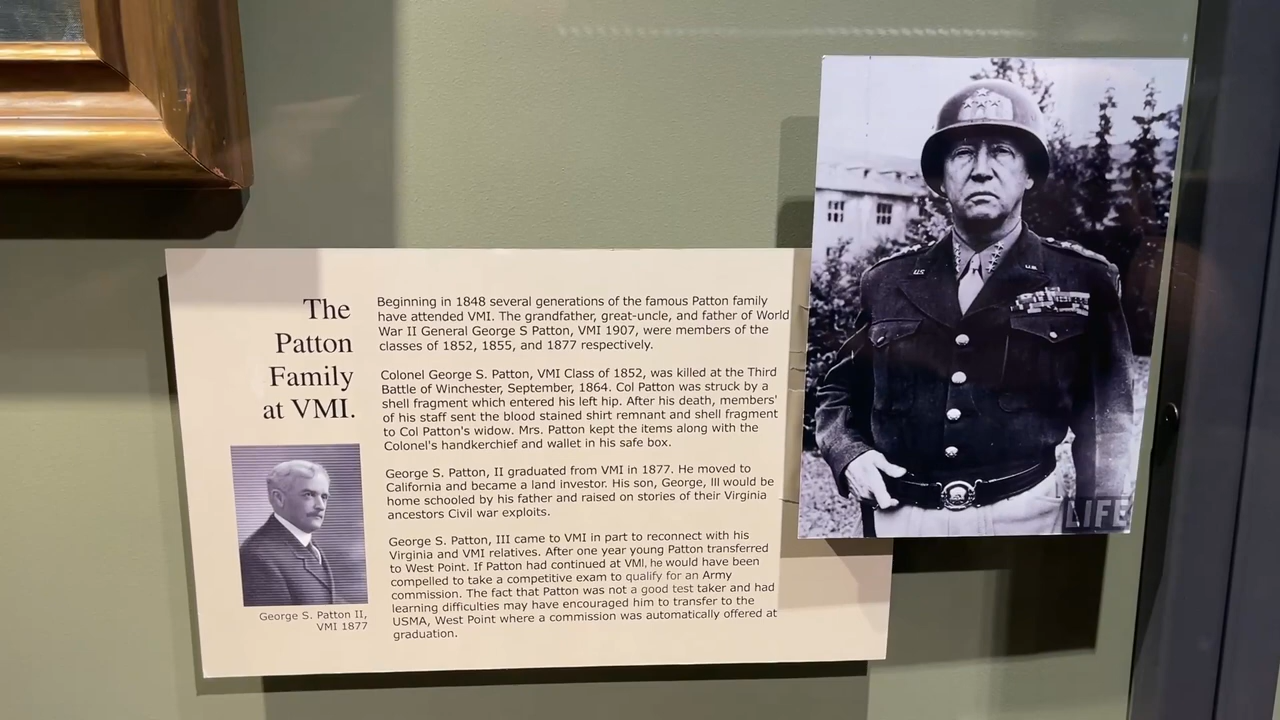 The
Patton
Family
at VMI.
George S. Patton II,
VMI 1877
Beginning in 1848 several generations of the famous Patton family
have attended VMI. The grandfather, great-uncle, and father of World
War II General George S Patton, VMI 1907, were members of the
classes of 1852, 1855, and 1877 respectively.
Colonel George S. Patton, VMI Class of 1852, was killed at the Third
Battle of Winchester, September, 1864. Col Patton was struck by a
shell fragment which entered his left hip. After his death, members'
of his staff sent the blood stained shirt remnant and shell fragment
to Col Patton's widow. Mrs. Patton kept the items along with the
Colonel's handkerchief and wallet in his safe box.
George S. Patton, II graduated from VMI in 1877. He moved to
California and became a land investor. His son, George, III would be
home schooled by his father and raised on stories of their Virginia
ancestors Civil war exploits.
George S. Patton, III came to VMI in part to reconnect with his
Virginia and VMI relatives. After one year young Patton transferred
to West Point. If Patton had continued at VMI, he would have been
compelled to take a competitive exam to qualify for an Army
commission. The fact that Patton was not a good test taker and had
learning difficulties may have encouraged him to transfer to the
USMA, West Point where a commission was automatically offered at
graduation.
US
U.S.
LIFE